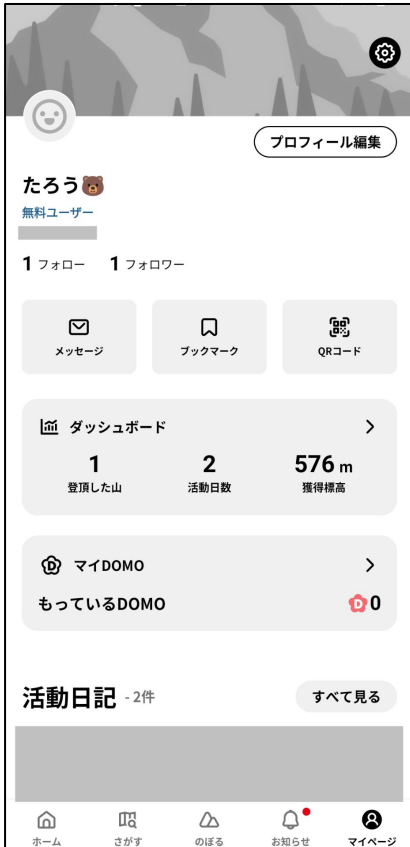 プロフィール編集
たろう🐻
無料ユーザー
1 フォロー 1 フォロワー
メッセージ ブックマーク QRコード
ダッシュボード
1 2 576 m
登頂した山 活動日数 獲得標高
マイDOMO
もっているDOMO D 0
活動日記 - 2件 すべて見る
ホーム さがす のぼる お知らせ マイページ